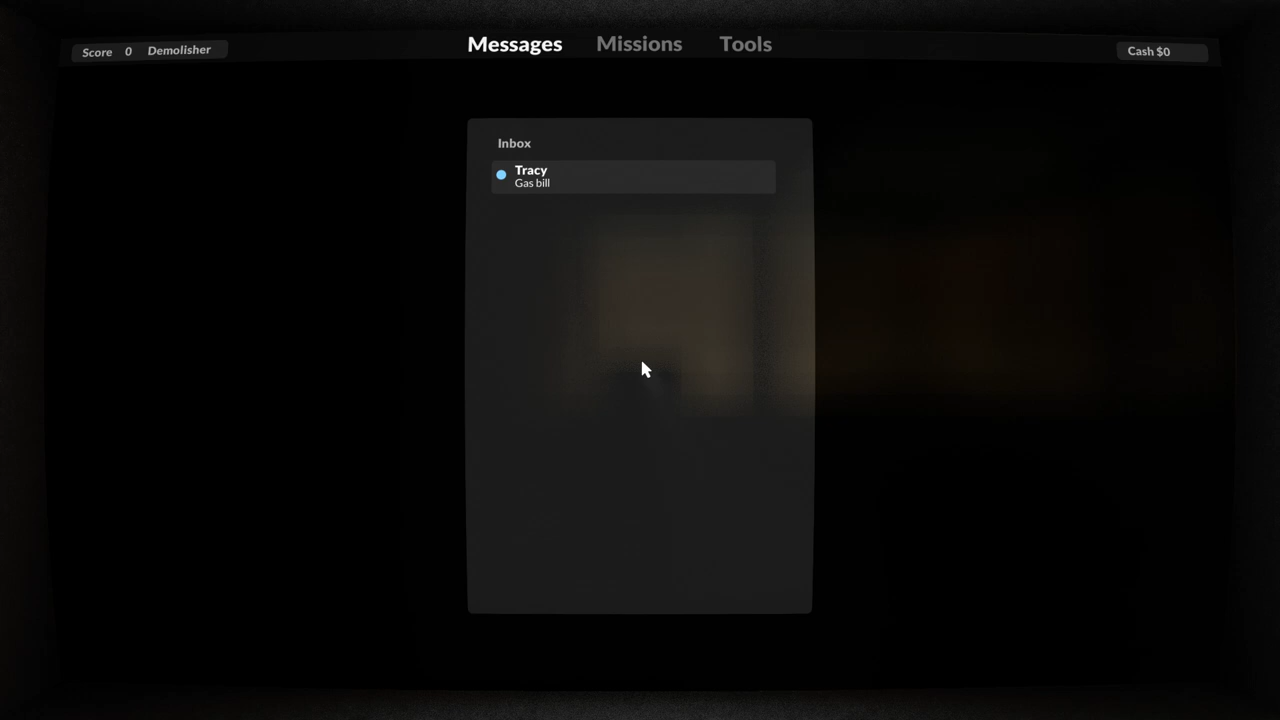 Score 0 Demolisher
Messages Missions Tools
Cash $0
Inbox
Tracy
Gas bill